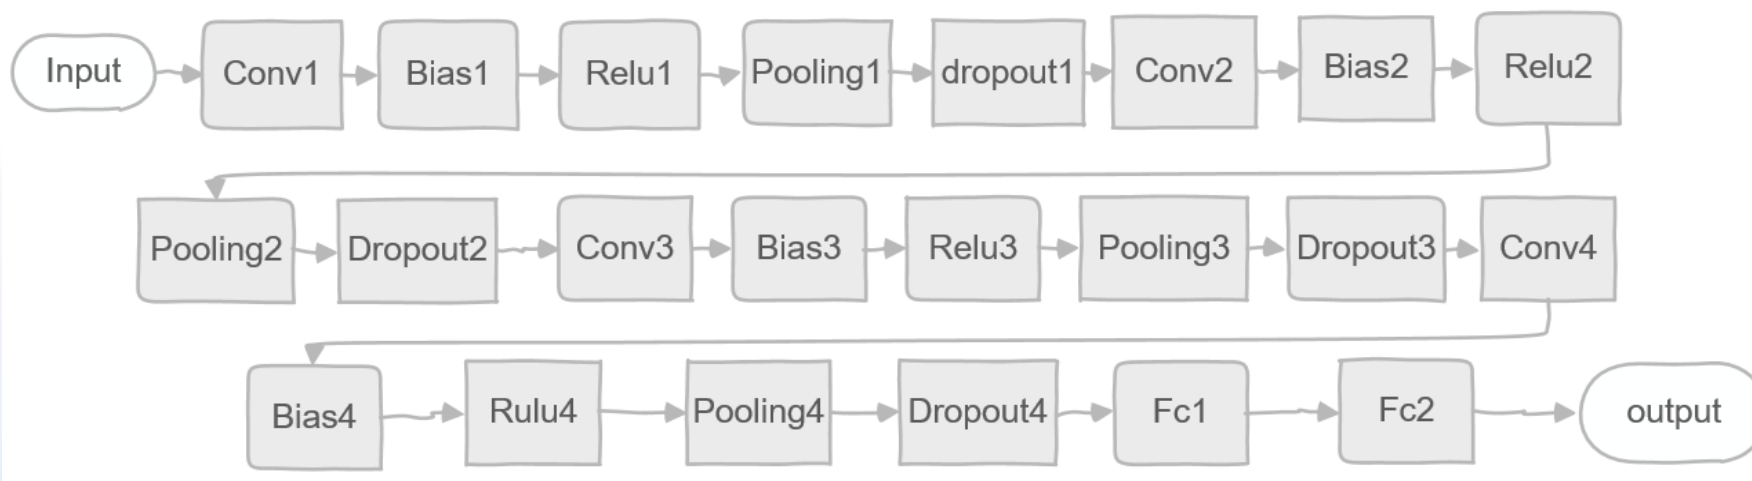 Input Conv1 Bias1 Relu1 Pooling1 dropout1 Conv2 Bias2 Relu2
Pooling2 Dropout2 Conv3 Bias3 Relu3 Pooling3 Dropout3 Conv4
Bias4 Rulu4 Pooling4 Dropout4 Fc1 Fc2 output